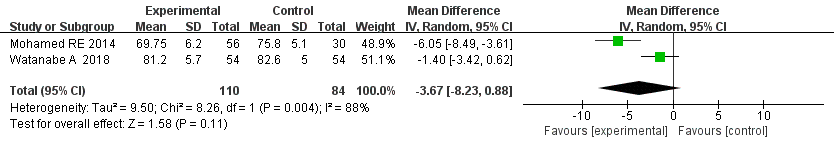 Experimental Control Mean Difference Mean Difference
Study or Subgroup Mean SD Total Mean SD Total Weight IV, Random, 95% CI IV, Random, 95% CI
Mohamed RE 2014 69.75 6.2 56 75.8 5.1 30 48.9% -6.05 [-8.49, -3.61]
Watanabe A 2018 81.2 5.7 54 82.6 5 54 51.1% -1.40 [-3.42, 0.62]
Total (95% CI) 110 84 100.0% -3.67 [-8.23, 0.88]
Heterogeneity: Tau² = 9.50; Chi² = 8.26, df = 1 (P = 0.004); I² = 88%
Test for overall effect: Z = 1.58 (P = 0.11)
-10 -5 0 5 10
Favours [experimental] Favours [control]